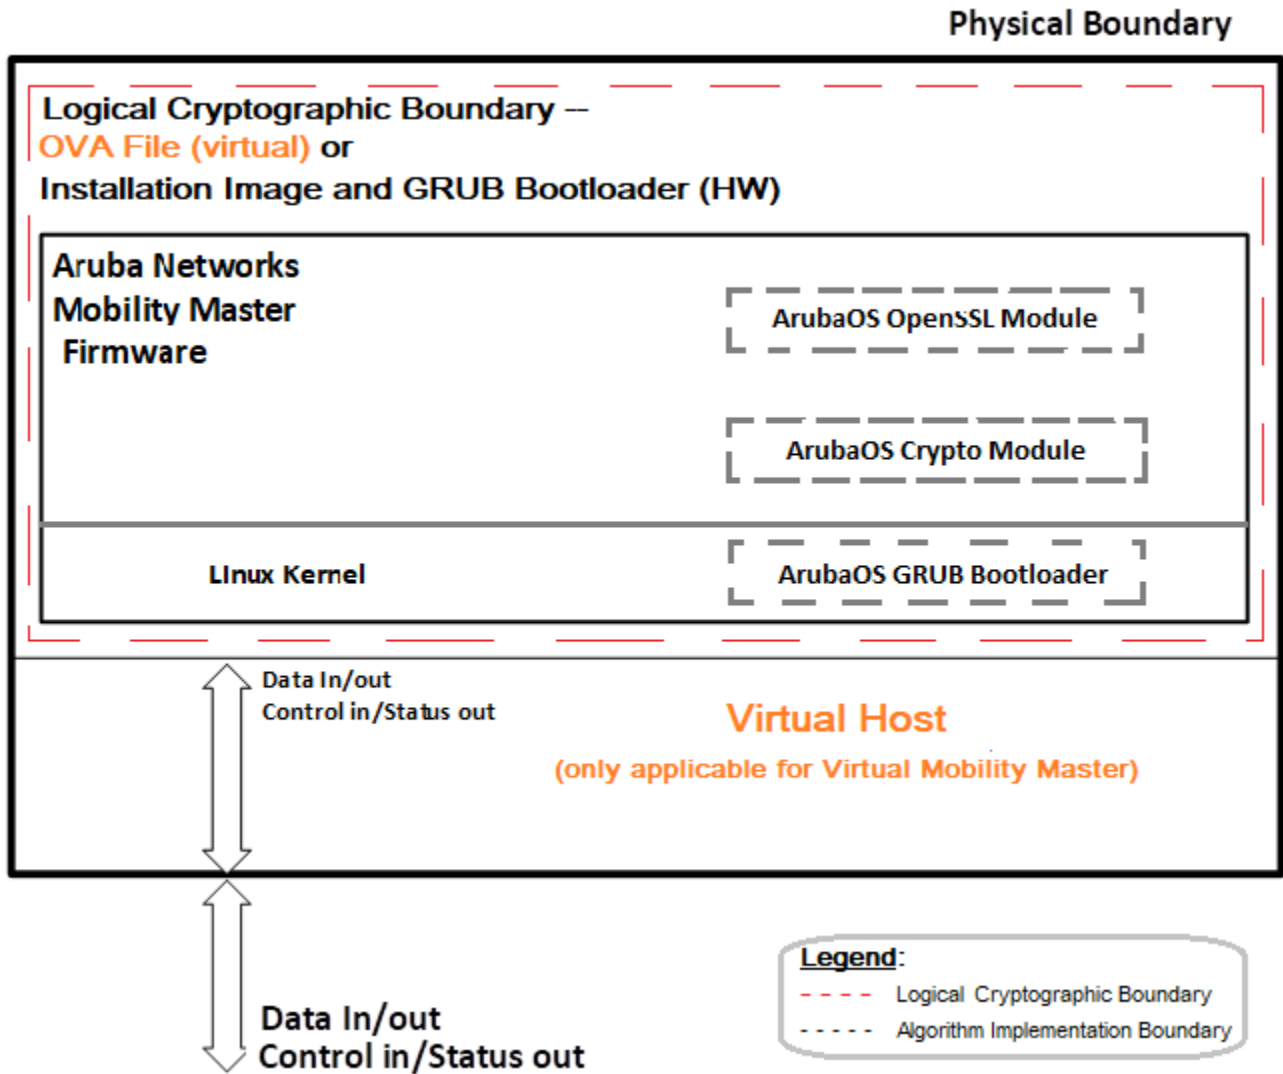 Physical Boundary
Logical Cryptographic Boundary --
OVA File (virtual) or
Installation Image and GRUB Bootloader (HW)
Aruba Networks
Mobility Master
Firmware
ArubaOS OpenSSL Module
ArubaOS Crypto Module
LInux Kernel
ArubaOS GRUB Bootloader
Data In/out
Control in/Status out
Virtual Host
(only applicable for Virtual Mobility Master)
Data In/out
Control in/Status out
Legend:
Logical Cryptographic Boundary
Algorithm Implementation Boundary